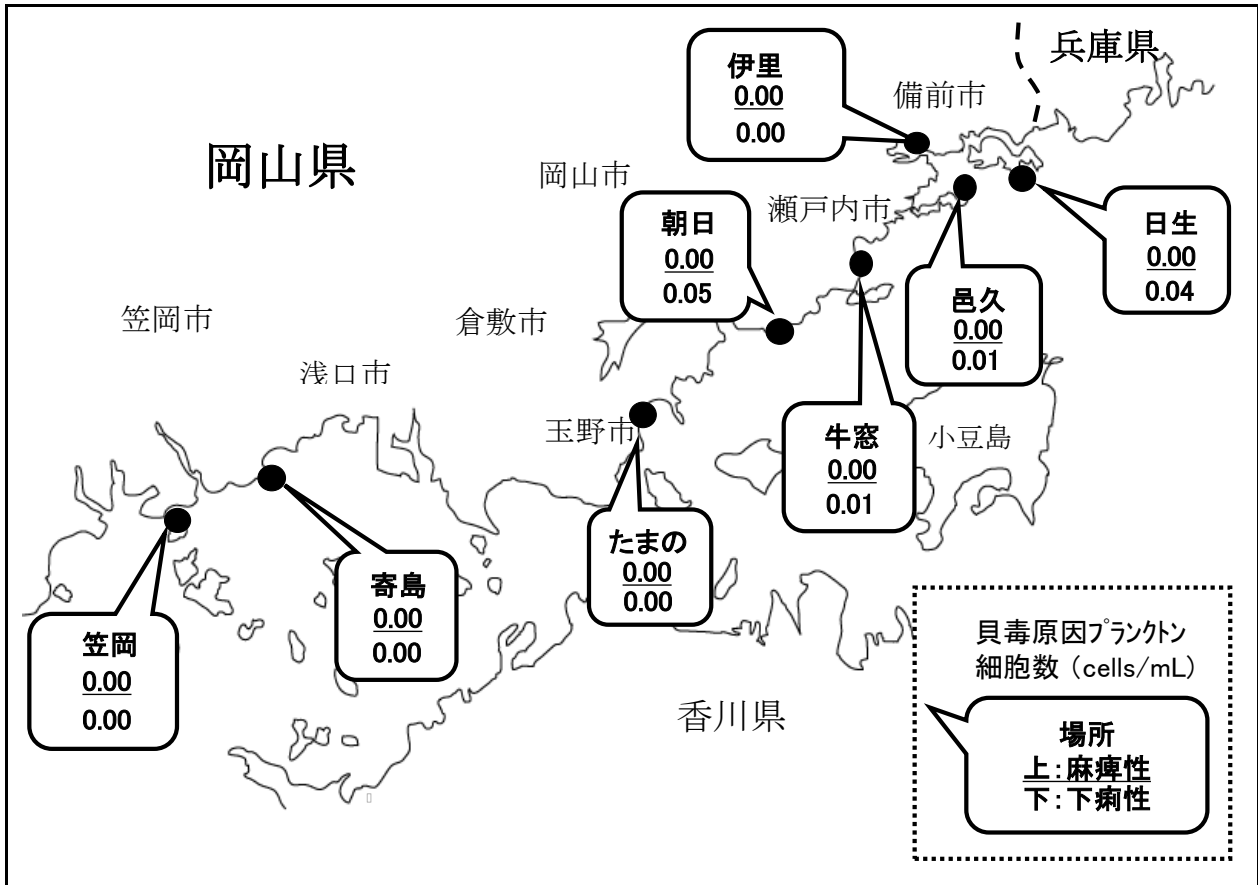 兵庫県
伊里
0.00
0.00
備前市
岡山県
岡山市
瀬戸内市
朝日
0.00
0.05
日生
0.00
0.04
邑久
0.00
0.01
笠岡市
倉敷市
浅口市
玉野市
牛窓
0.00
0.01
小豆島
たまの
0.00
0.00
寄島
0.00
0.00
笠岡
0.00
0.00
香川県
貝毒原因プランクトン
細胞数（cells/mL）
場所
上：麻痺性
下：下痢性